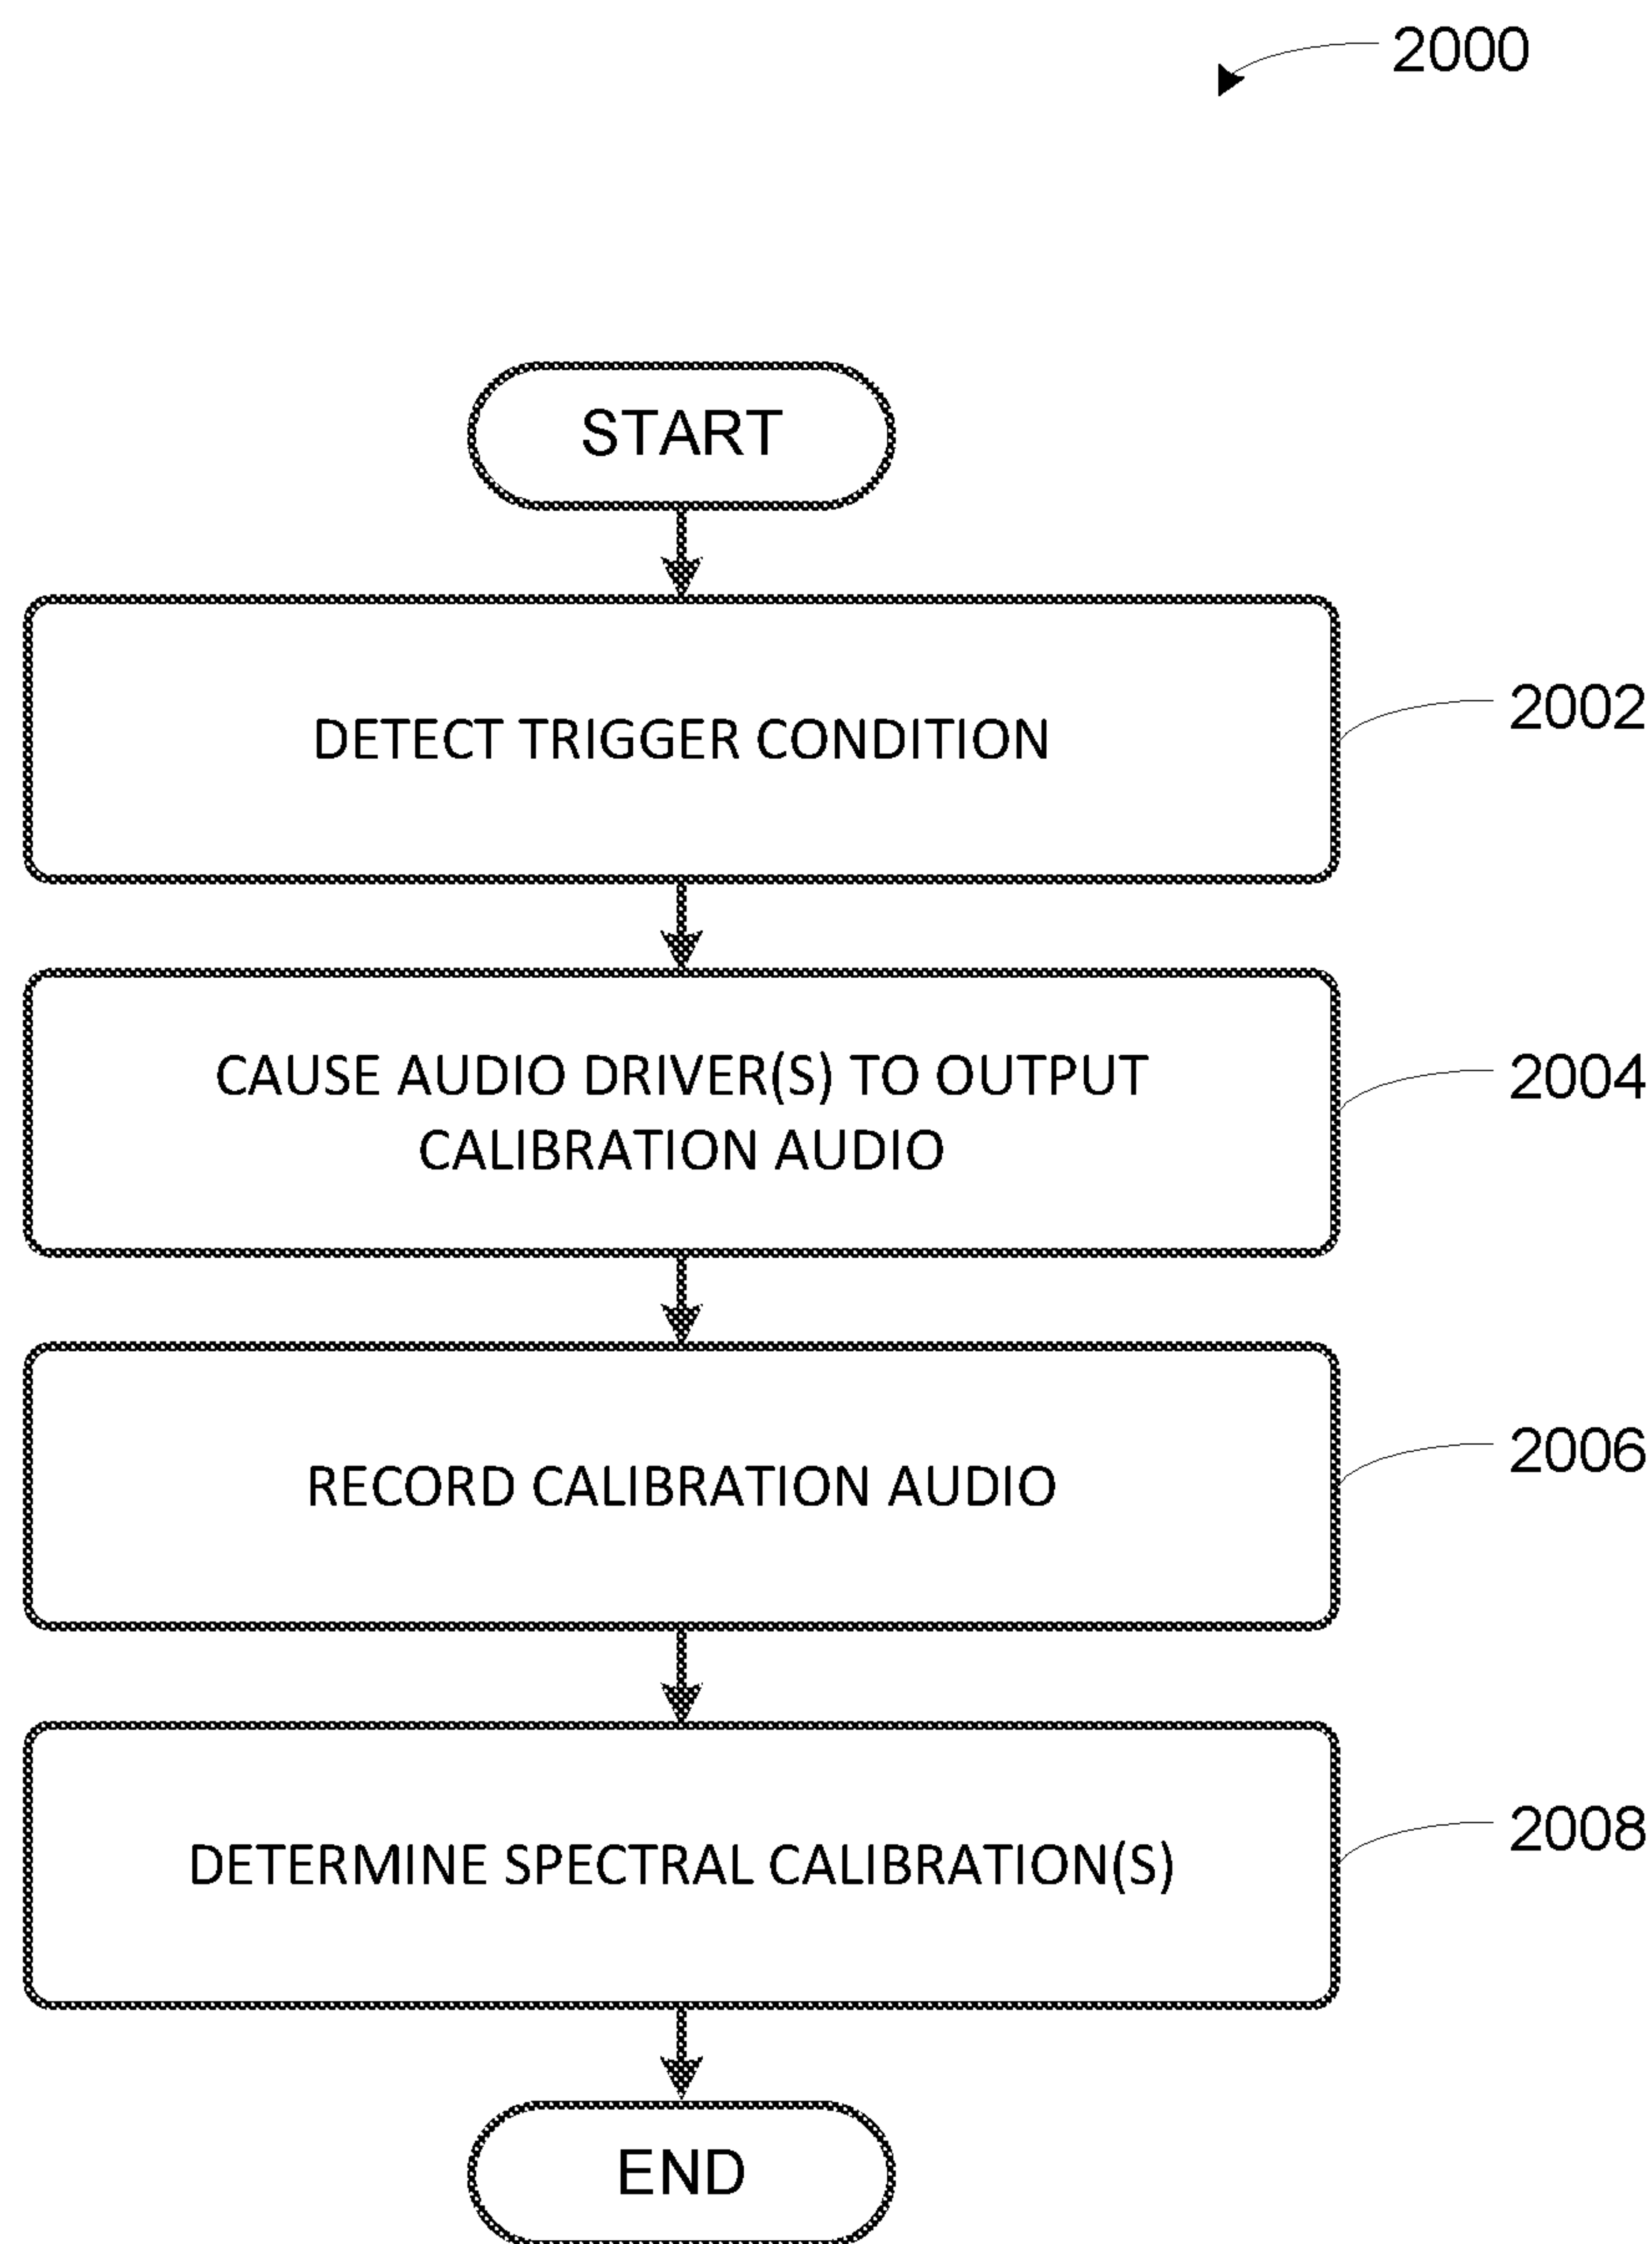 2000
START
DETECT TRIGGER CONDITION
2002
CAUSE AUDIO DRIVER(S) TO OUTPUT
CALIBRATION AUDIO
2004
RECORD CALIBRATION AUDIO
2006
DETERMINE SPECTRAL CALIBRATION(S)
2008
END